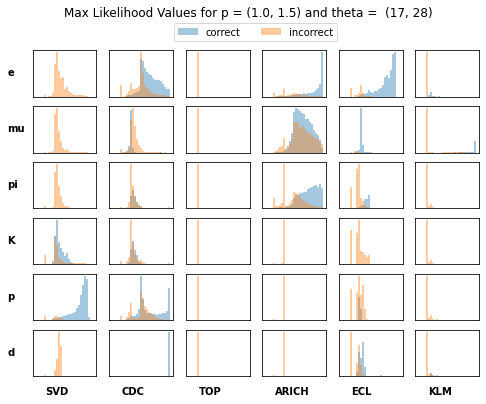 Max Likelihood Values for p = (1.0, 1.5) and theta =  (17, 28)
correct incorrect
e
mu
pi
K
p
d
SVD CDC TOP ARICH ECL KLM